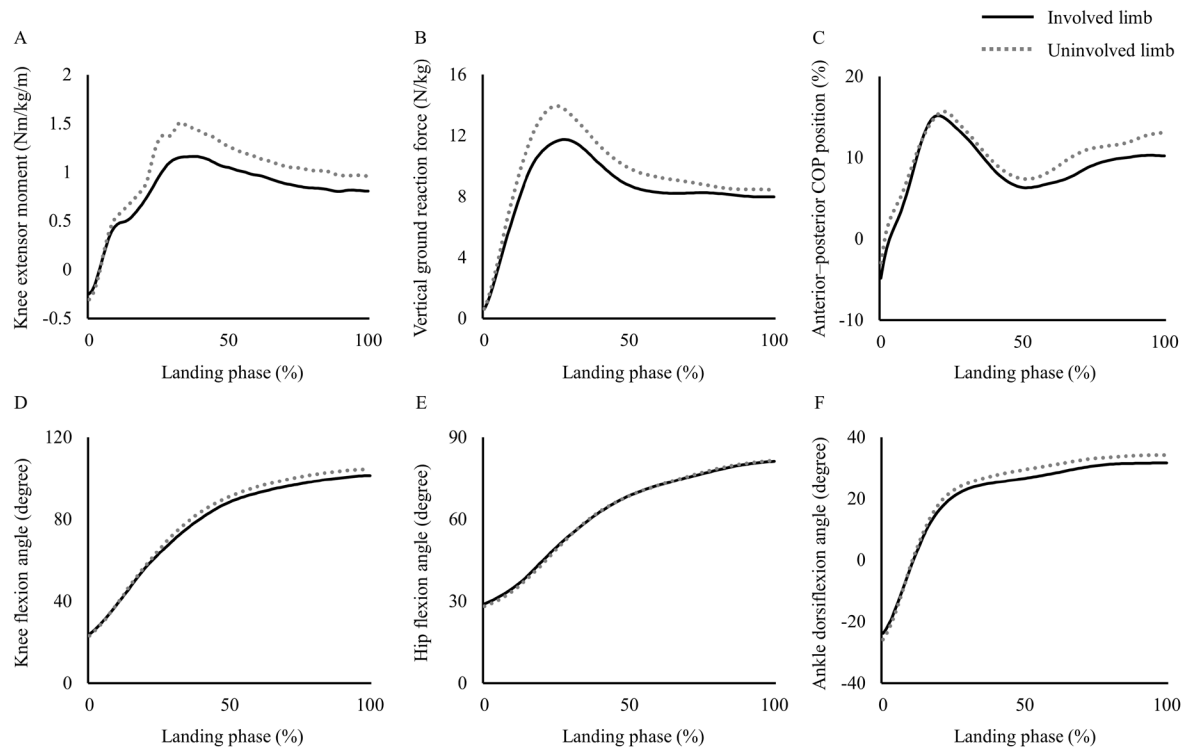 Involved limb
Uninvolved limb
A
Knee extensor moment (Nm/kg/m)
2
1.5
1
0.5
0
-0.5
0
50
100
Landing phase (%)
B
Vertical ground reaction force (N/kg)
16
12
8
4
0
0
50
100
Landing phase (%)
C
Anterior–posterior COP position (%)
20
10
0
-10
0
50
100
Landing phase (%)
D
Knee flexion angle (degree)
120
80
40
0
0
50
100
Landing phase (%)
E
Hip flexion angle (degree)
90
60
30
0
0
50
100
Landing phase (%)
F
Ankle dorsiflexion angle (degree)
40
20
0
-20
-40
0
50
100
Landing phase (%)